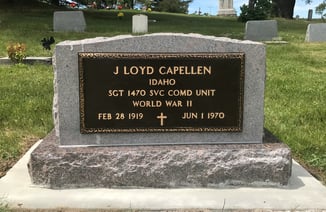 J LOYD CAPELLEN
IDAHO
SGT 1470 SVC COMD UNIT
WORLD WAR II
FEB 28 1919 JUN 1 1970